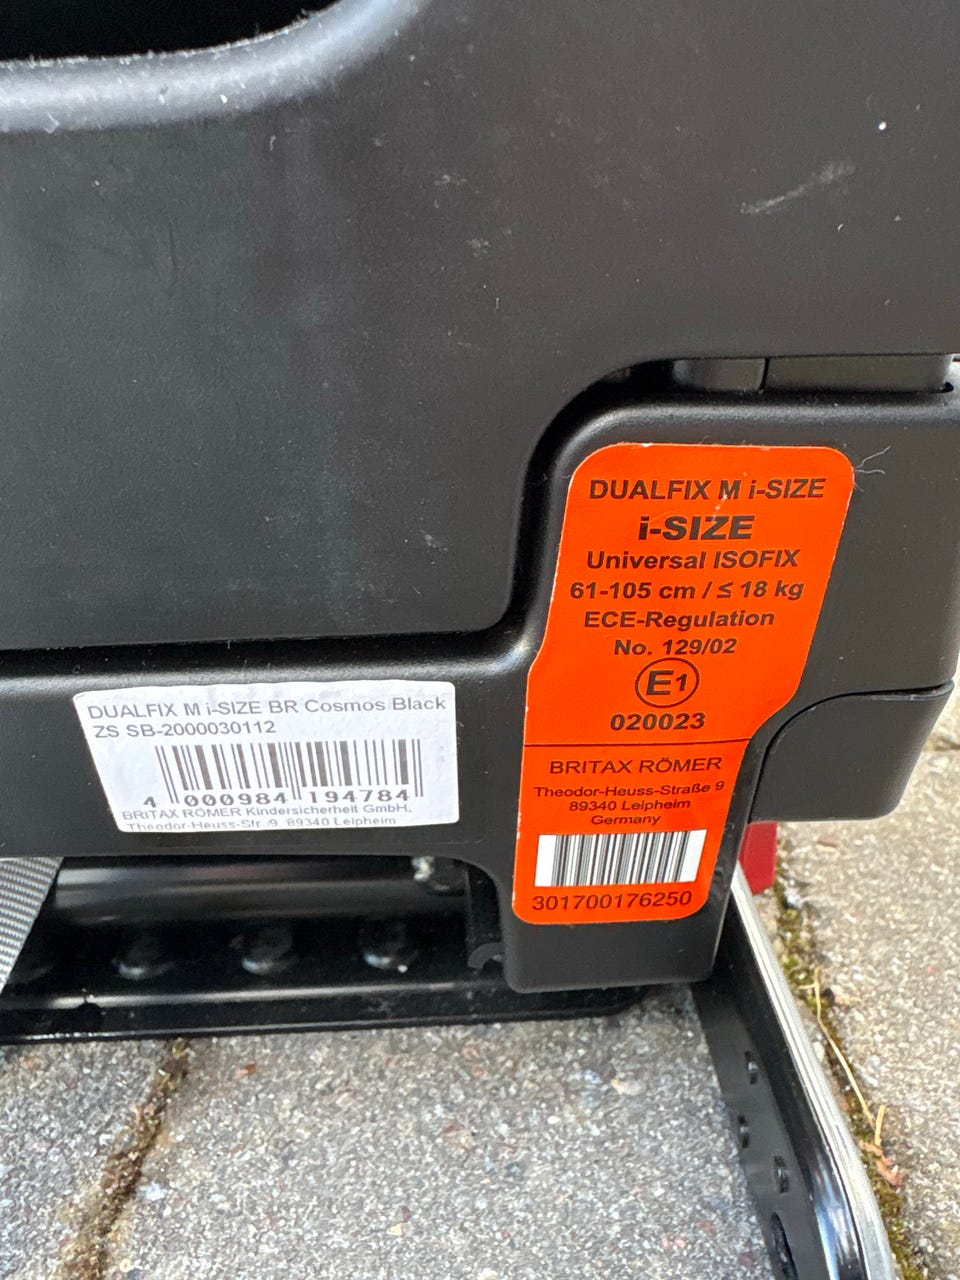 DUALFIX M i-SIZE
i-SIZE
Universal ISOFIX
61-105 cm / ≤ 18 kg
ECE-Regulation
No. 129/02
E1
020023
BRITAX RÖMER
Theodor-Heuss-Straße 9
89340 Leipheim
Germany
301700176250
DUALFIX M i-SIZE BR Cosmos Black
ZS SB-2000030112
4 000984 194784
BRITAX RÖMER Kindersicherheit GmbH,
Theodor-Heuss-Str. 9, 89340 Leipheim